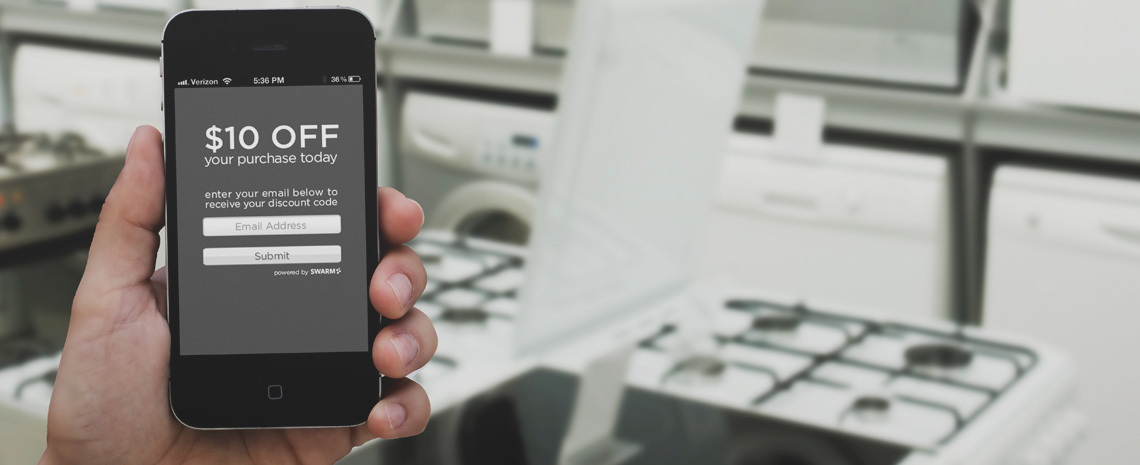 Verizon 5:36 PM 36%
$10 OFF
your purchase today
enter your email below to
receive your discount code
Email Address
Submit
powered by SWARM